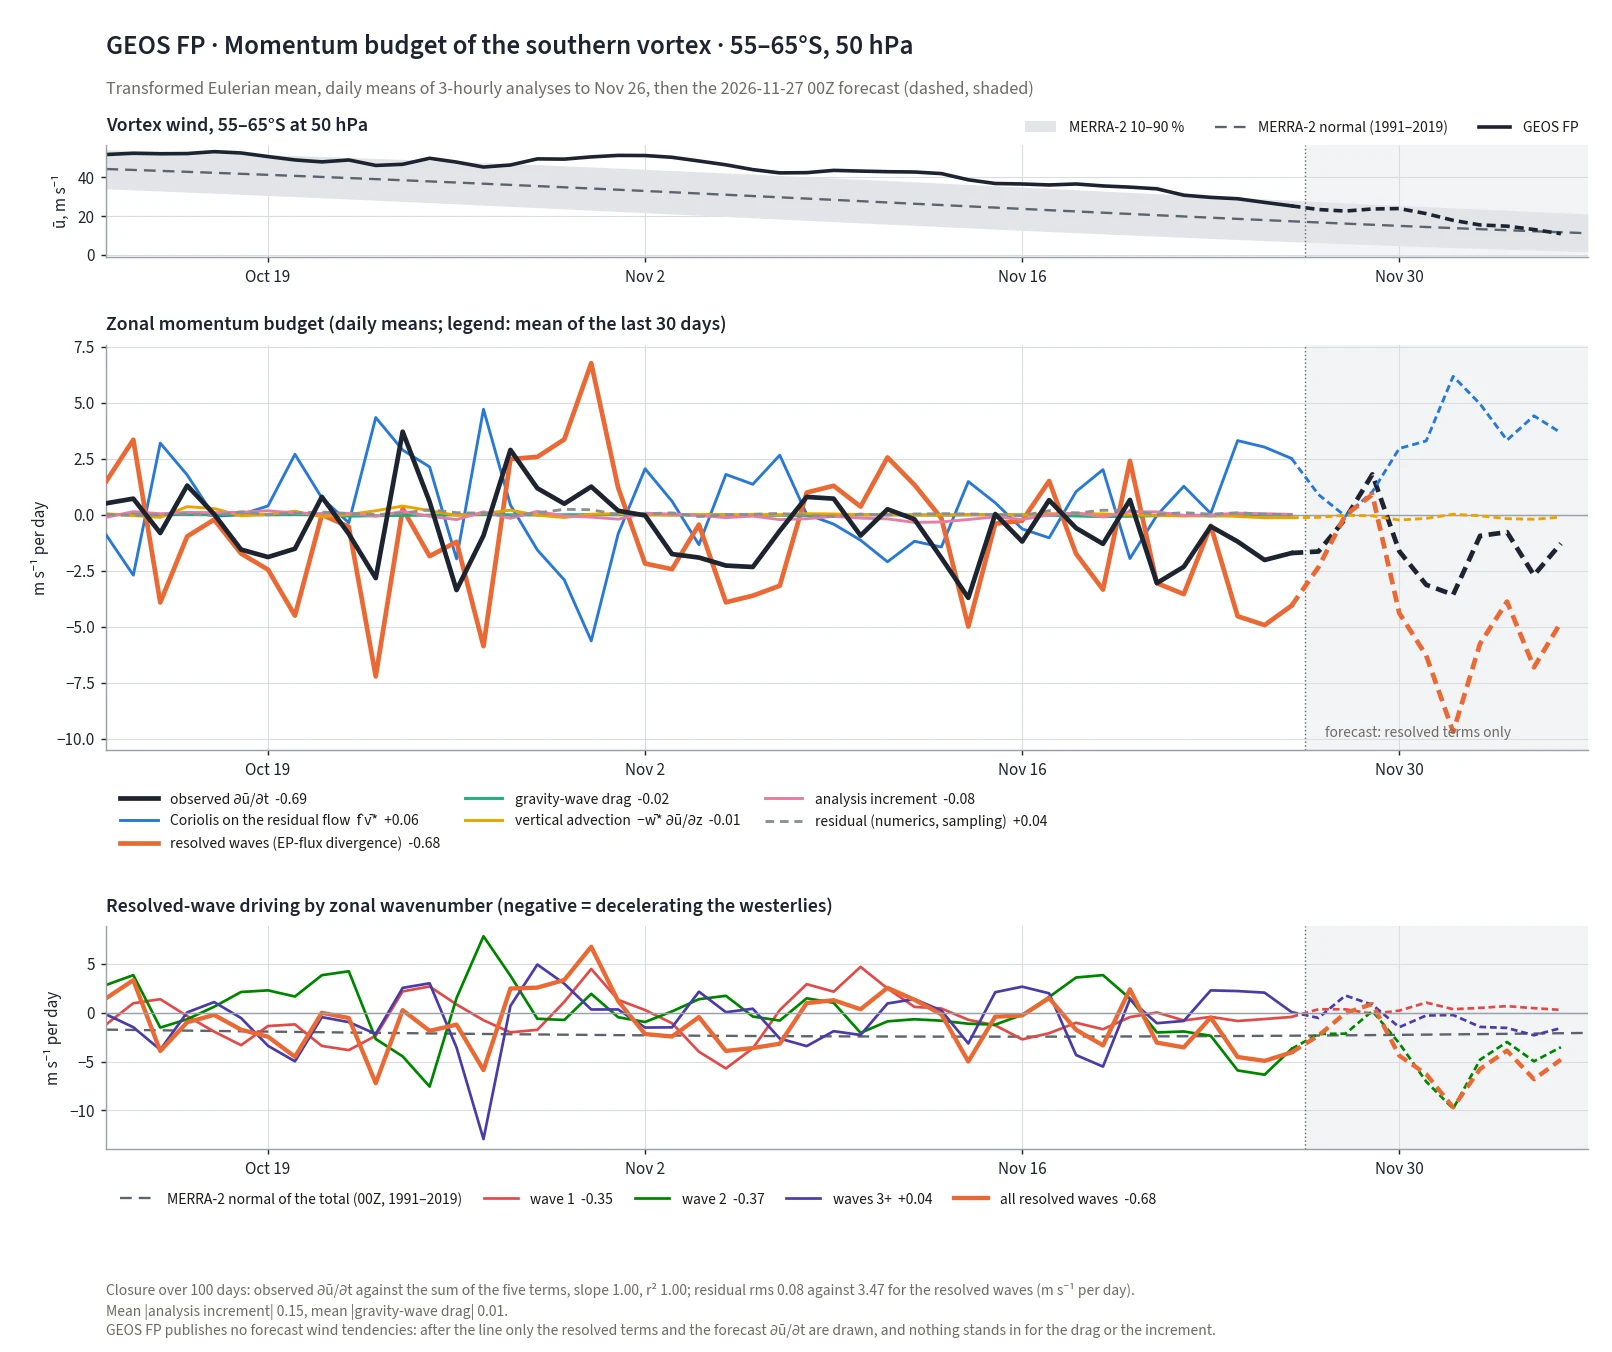 GEOS FP · Momentum budget of the southern vortex · 55–65°S, 50 hPa
Transformed Eulerian mean, daily means of 3-hourly analyses to Nov 26, then the 2026-11-27 00Z forecast (dashed, shaded)
Vortex wind, 55–65°S at 50 hPa
MERRA-2 10–90 %
MERRA-2 normal (1991–2019)
GEOS FP
ū, m s⁻¹
40
20
0
Oct 19
Nov 2
Nov 16
Nov 30
Zonal momentum budget (daily means; legend: mean of the last 30 days)
m s⁻¹ per day
7.5
5.0
2.5
0.0
−2.5
−5.0
−7.5
−10.0
forecast: resolved terms only
Oct 19
Nov 2
Nov 16
Nov 30
observed ∂ū/∂t -0.69
Coriolis on the residual flow f v̄* +0.06
resolved waves (EP-flux divergence) -0.68
gravity-wave drag -0.02
vertical advection −w̄* ∂ū/∂z -0.01
analysis increment -0.08
residual (numerics, sampling) +0.04
Resolved-wave driving by zonal wavenumber (negative = decelerating the westerlies)
m s⁻¹ per day
5
0
−5
−10
Oct 19
Nov 2
Nov 16
Nov 30
MERRA-2 normal of the total (00Z, 1991–2019)
wave 1 -0.35
wave 2 -0.37
waves 3+ +0.04
all resolved waves -0.68
Closure over 100 days: observed ∂ū/∂t against the sum of the five terms, slope 1.00, r² 1.00; residual rms 0.08 against 3.47 for the resolved waves (m s⁻¹ per day).
Mean |analysis increment| 0.15, mean |gravity-wave drag| 0.01.
GEOS FP publishes no forecast wind tendencies: after the line only the resolved terms and the forecast ∂ū/∂t are drawn, and nothing stands in for the drag or the increment.